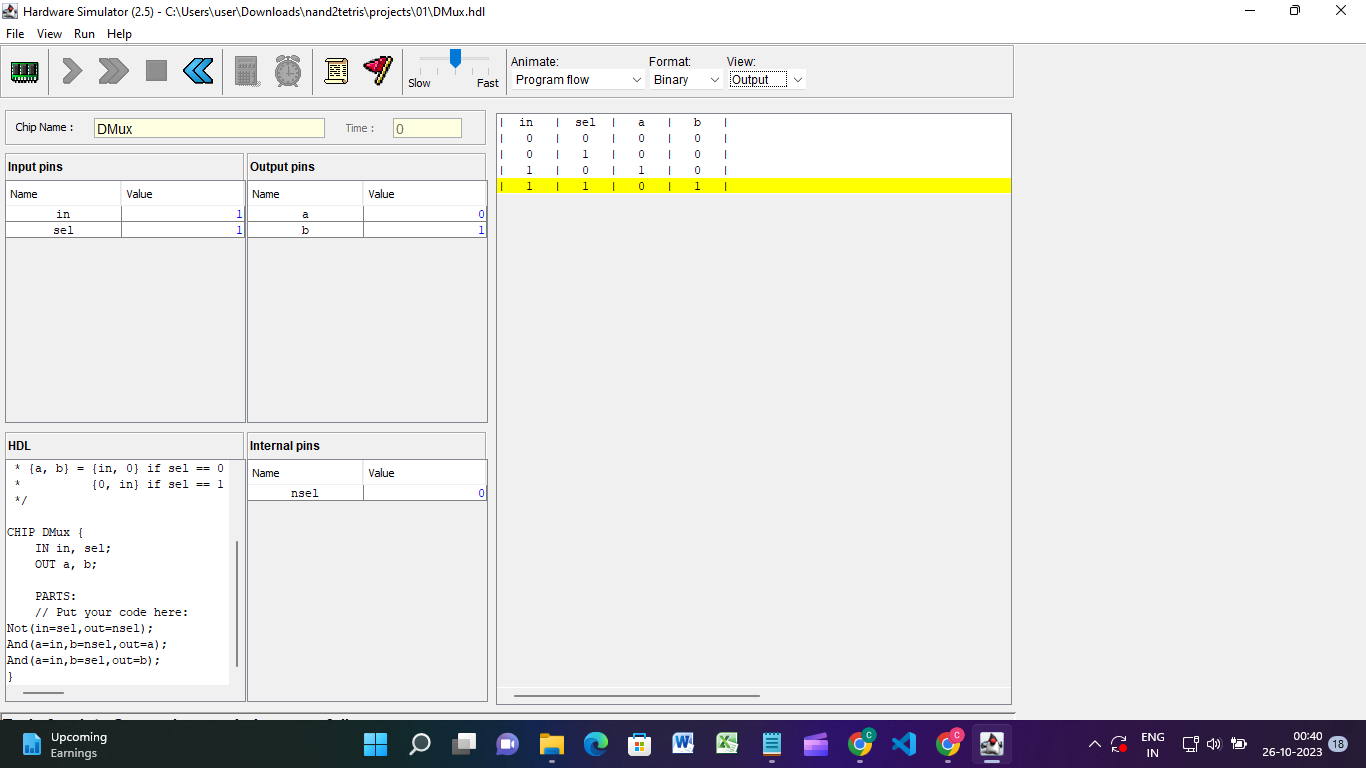 Hardware Simulator (2.5) - C:\Users\user\Downloads\nand2tetris\projects\01\DMux.hdl
File View Run Help
Slow Fast
Animate: Format: View:
Program flow Binary Output
Chip Name : DMux Time : 0
Input pins
Name Value
in 1
sel 1
Output pins
Name Value
a 0
b 1
| in | sel | a | b |
| 0 | 0 | 0 | 0 |
| 0 | 1 | 0 | 0 |
| 1 | 0 | 1 | 0 |
| 1 | 1 | 0 | 1 |
HDL
* {a, b} = {in, 0} if sel == 0
* {0, in} if sel == 1
*/
CHIP DMux {
IN in, sel;
OUT a, b;
PARTS:
// Put your code here:
Not(in=sel,out=nsel);
And(a=in,b=nsel,out=a);
And(a=in,b=sel,out=b);
}
Internal pins
Name Value
nsel 0
Upcoming
Earnings
C
C
ENG
IN
00:40
26-10-2023
18